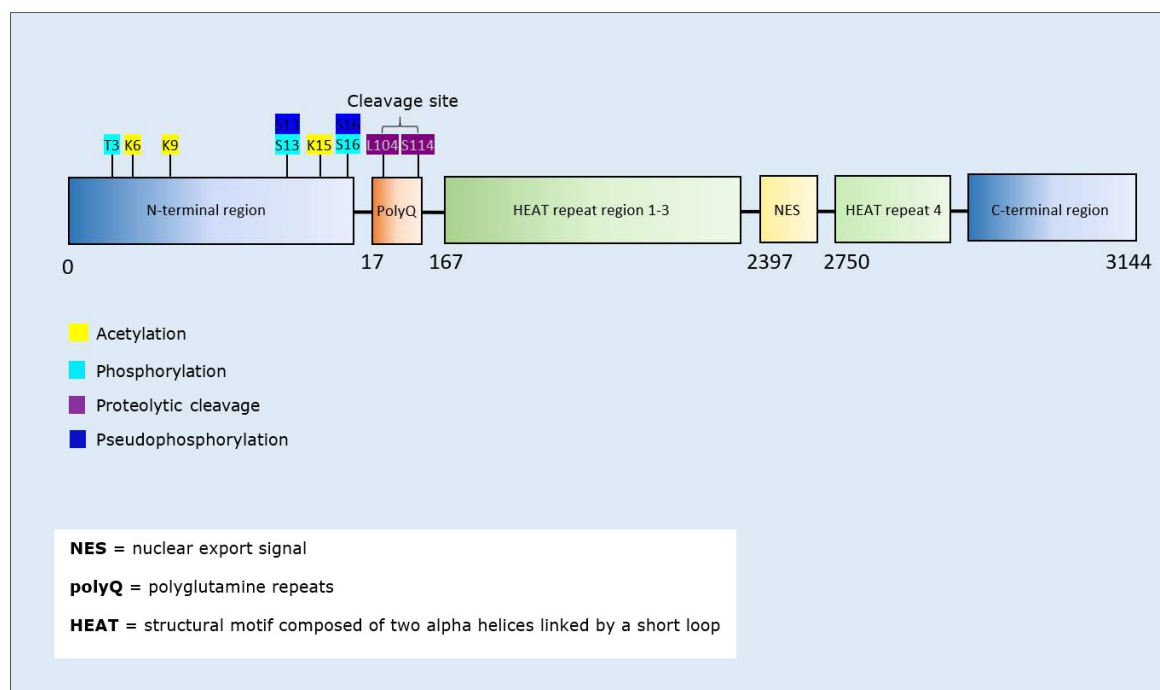 Cleavage site
S13 S16
T3 K6 K9 S13 K15 S16 L104 S114
N-terminal region PolyQ HEAT repeat region 1-3 NES HEAT repeat 4 C-terminal region
0 17 167 2397 2750 3144
Acetylation
Phosphorylation
Proteolytic cleavage
Pseudophosphorylation
NES = nuclear export signal
polyQ = polyglutamine repeats
HEAT = structural motif composed of two alpha helices linked by a short loop